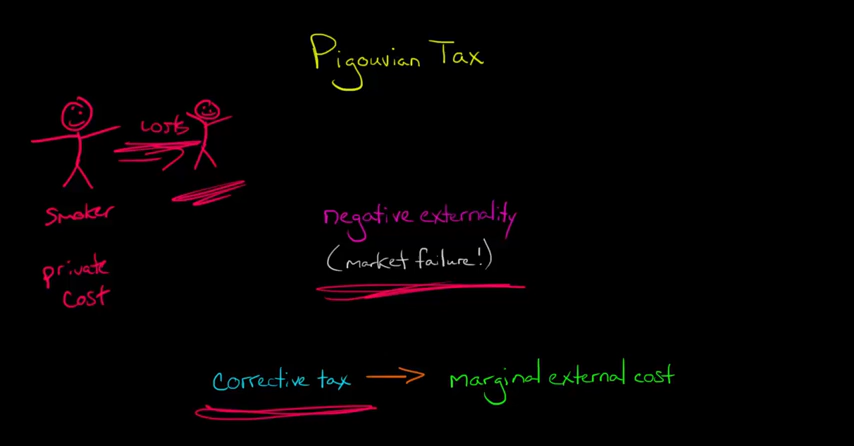 Pigouvian Tax
costs
smoker
private
cost
negative externality
(market failure!)
corrective tax
marginal external cost